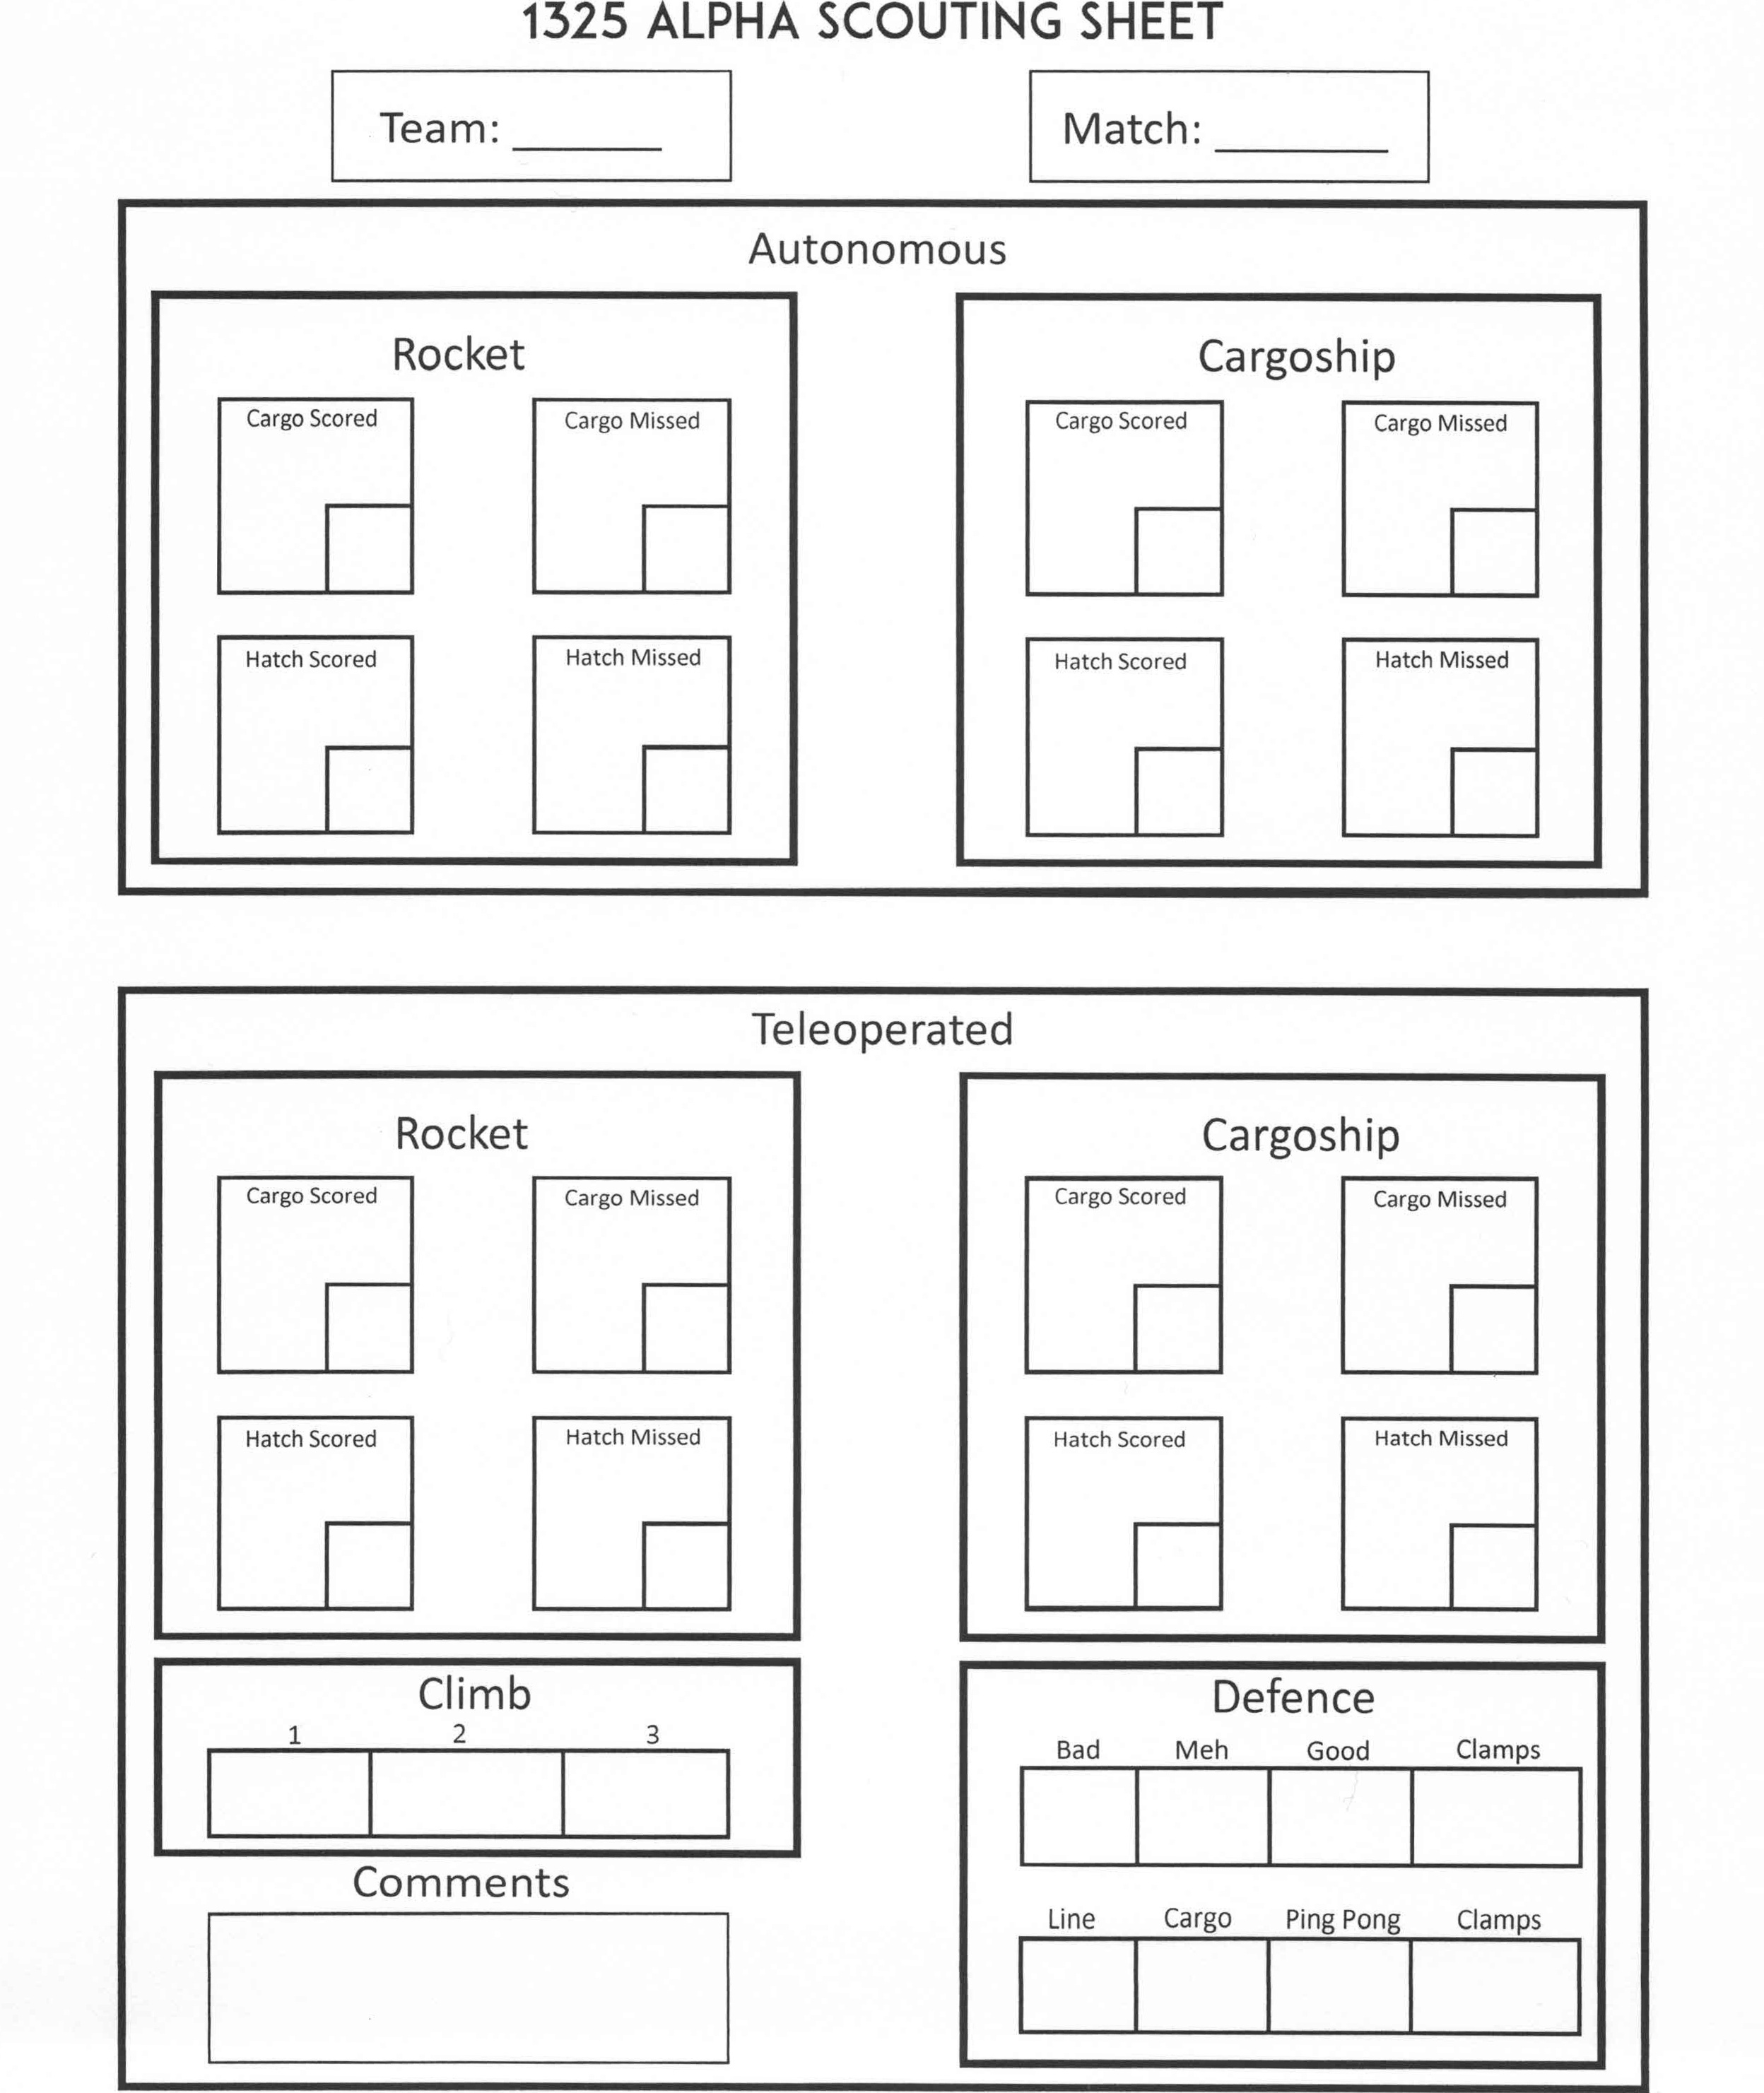 1325 ALPHA SCOUTING SHEET
Team: ______ Match: ______
Autonomous
Rocket
Cargo Scored Cargo Missed
Hatch Scored Hatch Missed
Cargoship
Cargo Scored Cargo Missed
Hatch Scored Hatch Missed
Teleoperated
Rocket
Cargo Scored Cargo Missed
Hatch Scored Hatch Missed
Cargoship
Cargo Scored Cargo Missed
Hatch Scored Hatch Missed
Climb
1 2 3
Comments
Defence
Bad Meh Good Clamps
Line Cargo Ping Pong Clamps